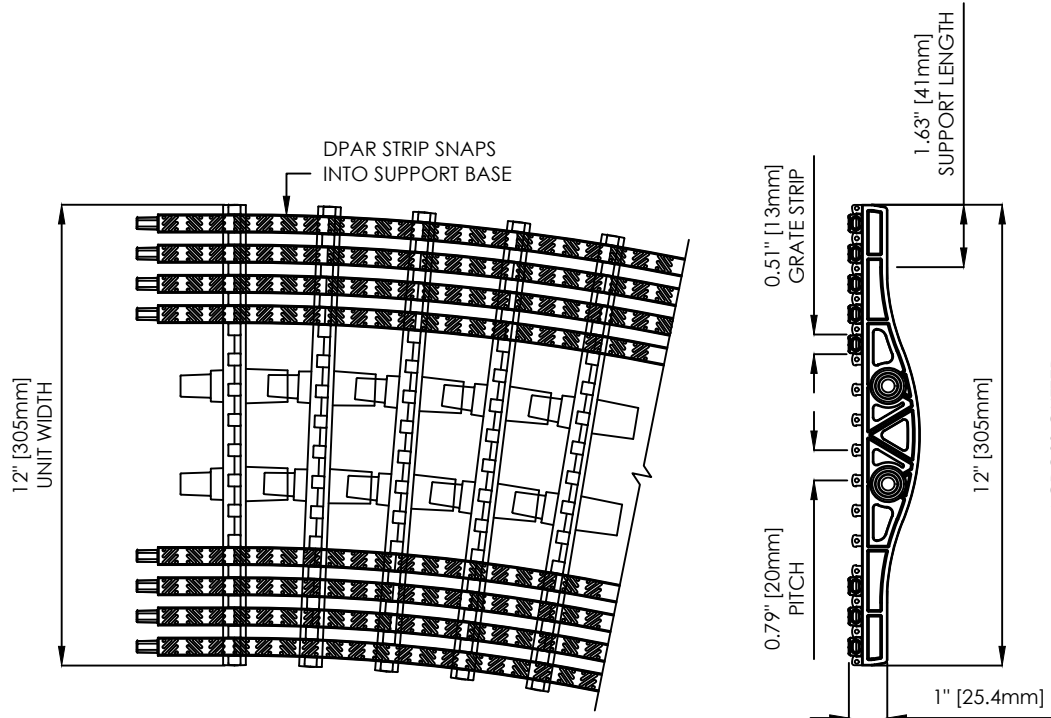 DPAR STRIP SNAPS
INTO SUPPORT BASE
12" [305mm]
UNIT WIDTH
0.51" [13mm]
GRATE STRIP
1.63" [41mm]
SUPPORT LENGTH
0.79" [20mm]
PITCH
12" [305mm]
1" [25.4mm]